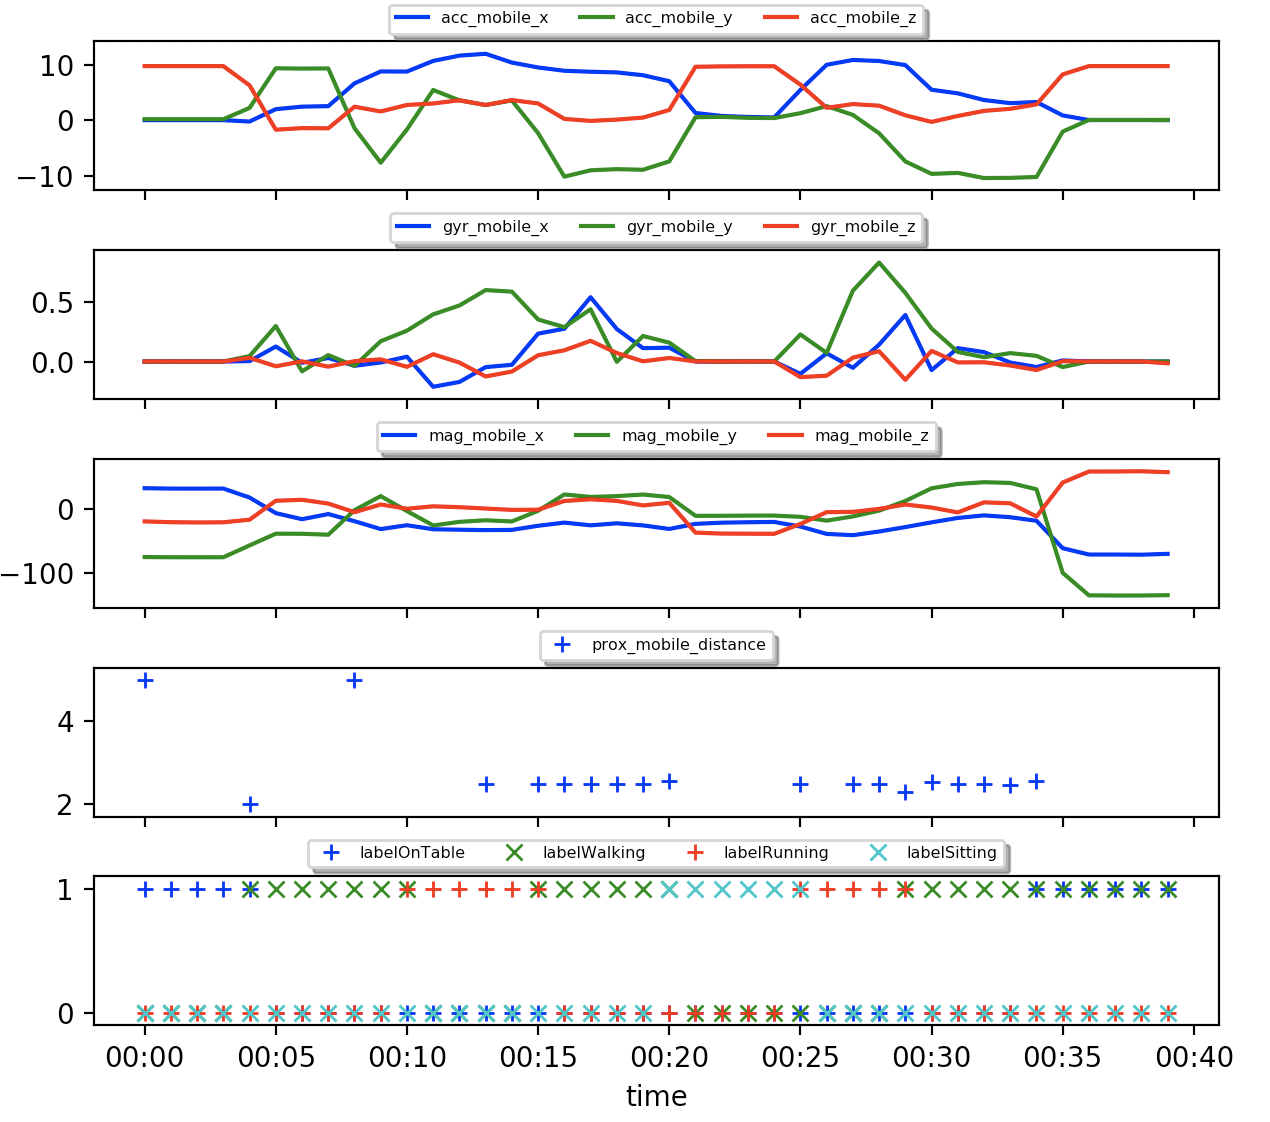 acc_mobile_x acc_mobile_y acc_mobile_z
10
0
−10
gyr_mobile_x gyr_mobile_y gyr_mobile_z
0.5
0.0
mag_mobile_x mag_mobile_y mag_mobile_z
0
−100
prox_mobile_distance
4
2
labelOnTable labelWalking labelRunning labelSitting
1
0
00:00 00:05 00:10 00:15 00:20 00:25 00:30 00:35 00:40
time